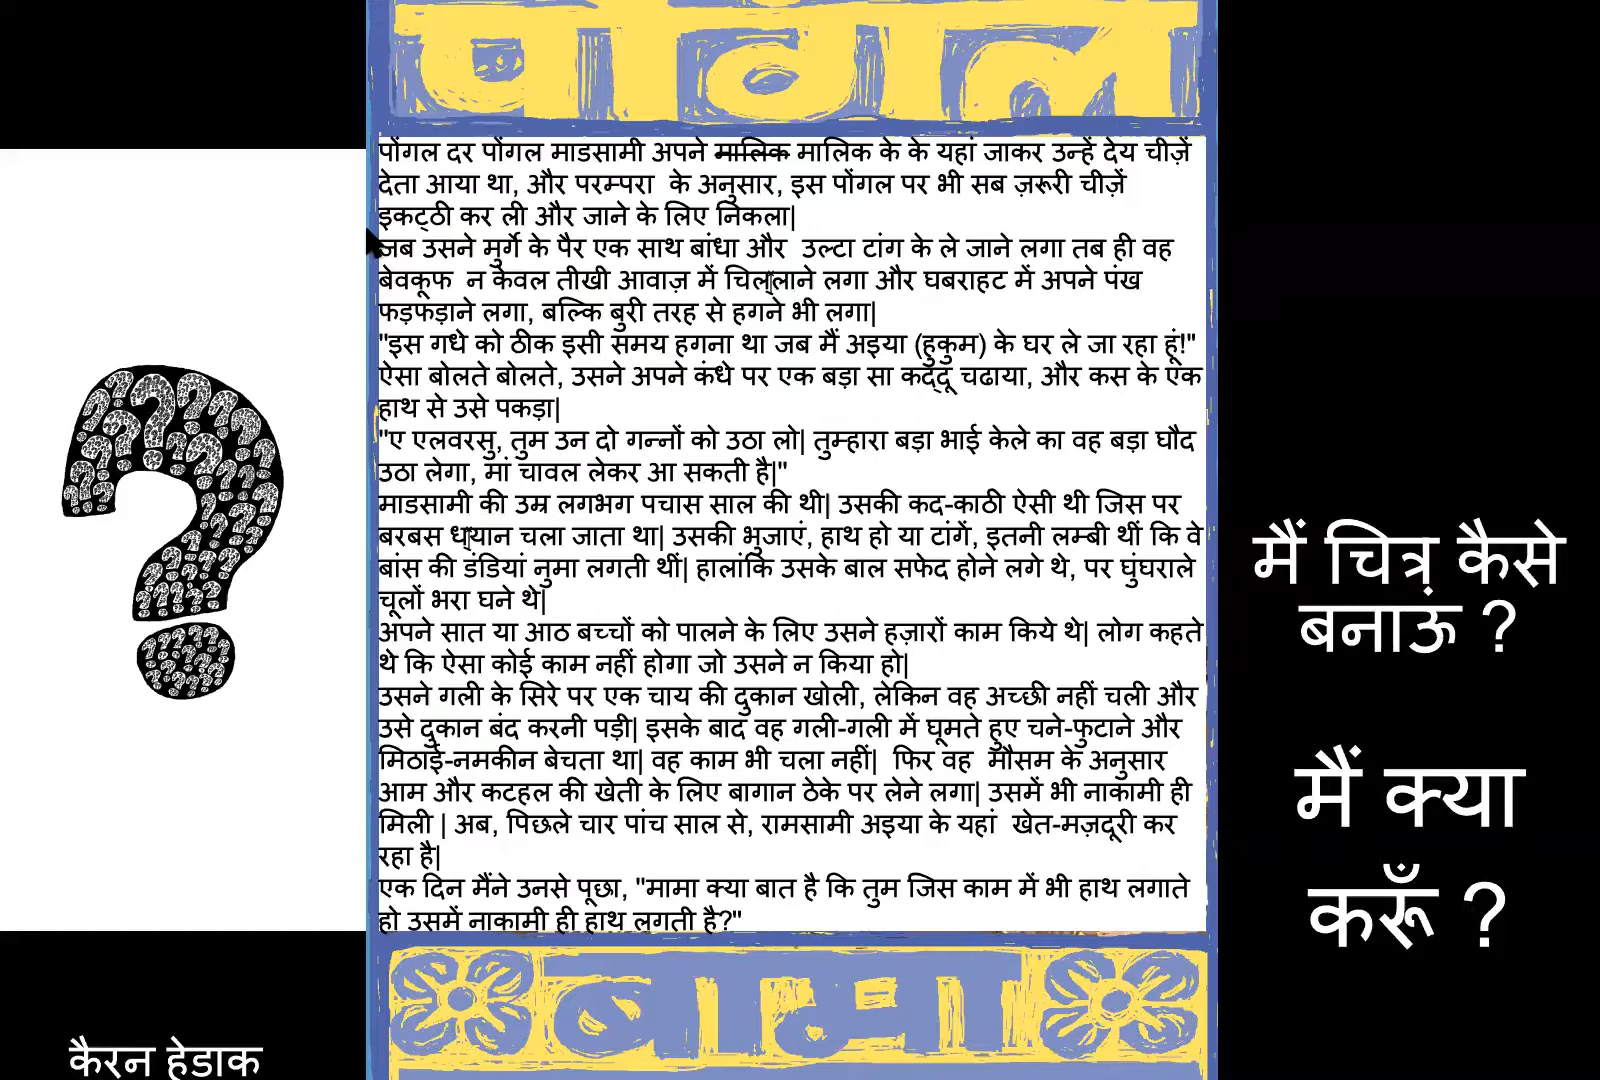 पोंगल दर पोंगल माडसामी अपने मालिक मालिक के के यहां जाकर उन्हें देय चीज़ें
देता आया था, और परम्परा के अनुसार, इस पोंगल पर भी सब ज़रूरी चीज़ें
इकट्ठी कर ली और जाने के लिए निकला|
जब उसने मुर्गे के पैर एक साथ बांधा और उल्टा टांग के ले जाने लगा तब ही वह
बेवकूफ न केवल तीखी आवाज़ में चिल्लाने लगा और घबराहट में अपने पंख
फड़फड़ाने लगा, बल्कि बुरी तरह से हगने भी लगा|
"इस गधे को ठीक इसी समय हगना था जब मैं अइया (हुकुम) के घर ले जा रहा हूं!"
ऐसा बोलते बोलते, उसने अपने कंधे पर एक बड़ा सा कद्दू चढाया, और कस के एक
हाथ से उसे पकड़ा|
"ए एलवरसु, तुम उन दो गन्नों को उठा लो| तुम्हारा बड़ा भाई केले का वह बड़ा घौद
उठा लेगा, मां चावल लेकर आ सकती है|"
माडसामी की उम्र लगभग पचास साल की थी| उसकी कद-काठी ऐसी थी जिस पर
बरबस ध्यान चला जाता था| उसकी भुजाएं, हाथ हो या टांगें, इतनी लम्बी थीं कि वे
बांस की डंडियां नुमा लगती थीं| हालांकि उसके बाल सफेद होने लगे थे, पर घुंघराले
चूलों भरा घने थे|
अपने सात या आठ बच्चों को पालने के लिए उसने हज़ारों काम किये थे| लोग कहते
थे कि ऐसा कोई काम नहीं होगा जो उसने न किया हो|
उसने गली के सिरे पर एक चाय की दुकान खोली, लेकिन वह अच्छी नहीं चली और
उसे दुकान बंद करनी पड़ी| इसके बाद वह गली-गली में घूमते हुए चने-फुटाने और
मिठाई-नमकीन बेचता था| वह काम भी चला नहीं| फिर वह मौसम के अनुसार
आम और कटहल की खेती के लिए बागान ठेके पर लेने लगा| उसमें भी नाकामी ही
मिली | अब, पिछले चार पांच साल से, रामसामी अइया के यहां खेत-मज़दूरी कर
रहा है|
एक दिन मैंने उनसे पूछा, "मामा क्या बात है कि तुम जिस काम में भी हाथ लगाते
हो उसमें नाकामी ही हाथ लगती है?"
बामा
मैं चित्र कैसे
बनाऊं ?
मैं क्या
करूँ ?
कैरन हेडाक